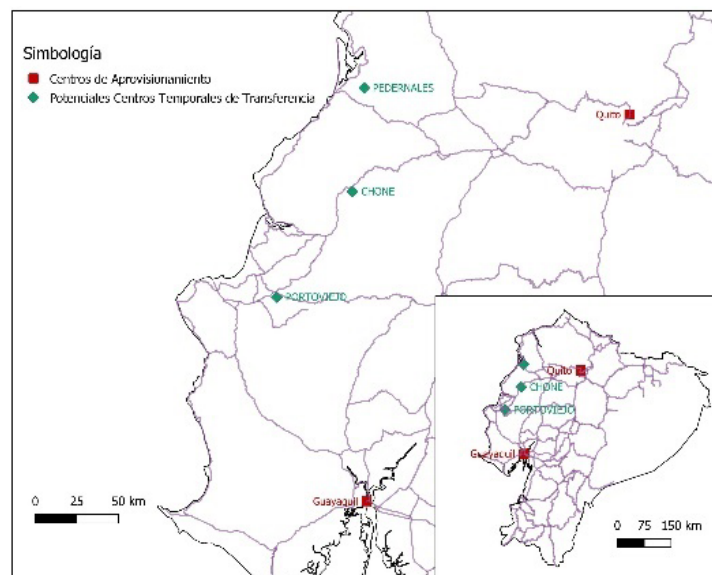 Simbología
Centros de Aprovisionamiento
Potenciales Centros Temporales de Transferencia
PEDERNALES
Quito
CHONE
PORTOVIEJO
Guayaquil
0 25 50 km
Quito
CHONE
PORTOVIEJO
Guayaquil
0 75 150 km